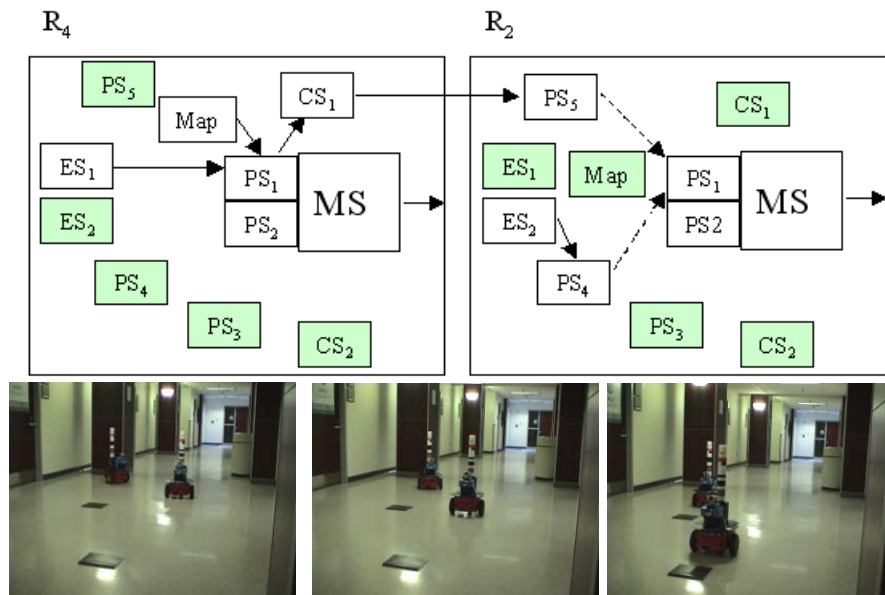 R₄
PS₅
Map
CS₁
ES₁
PS₁
MS
ES₂
PS₂
PS₄
PS₃
CS₂
R₂
PS₅
CS₁
ES₁
Map
PS₁
MS
ES₂
PS2
PS₄
PS₃
CS₂